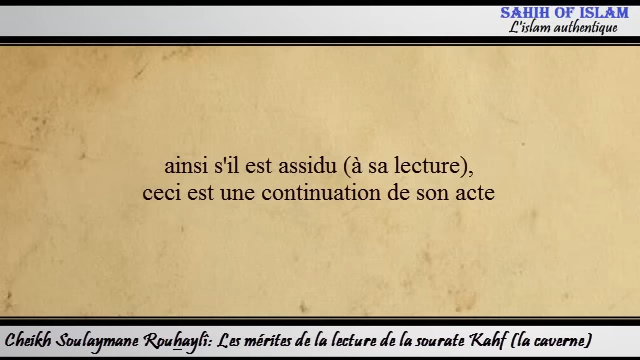 SAHIH OF ISLAM
L'islam authentique
ainsi s'il est assidu (à sa lecture),
ceci est une continuation de son acte
Cheikh Soulaymane Rouhaylî: Les mérites de la lecture de la sourate Kahf (la caverne)